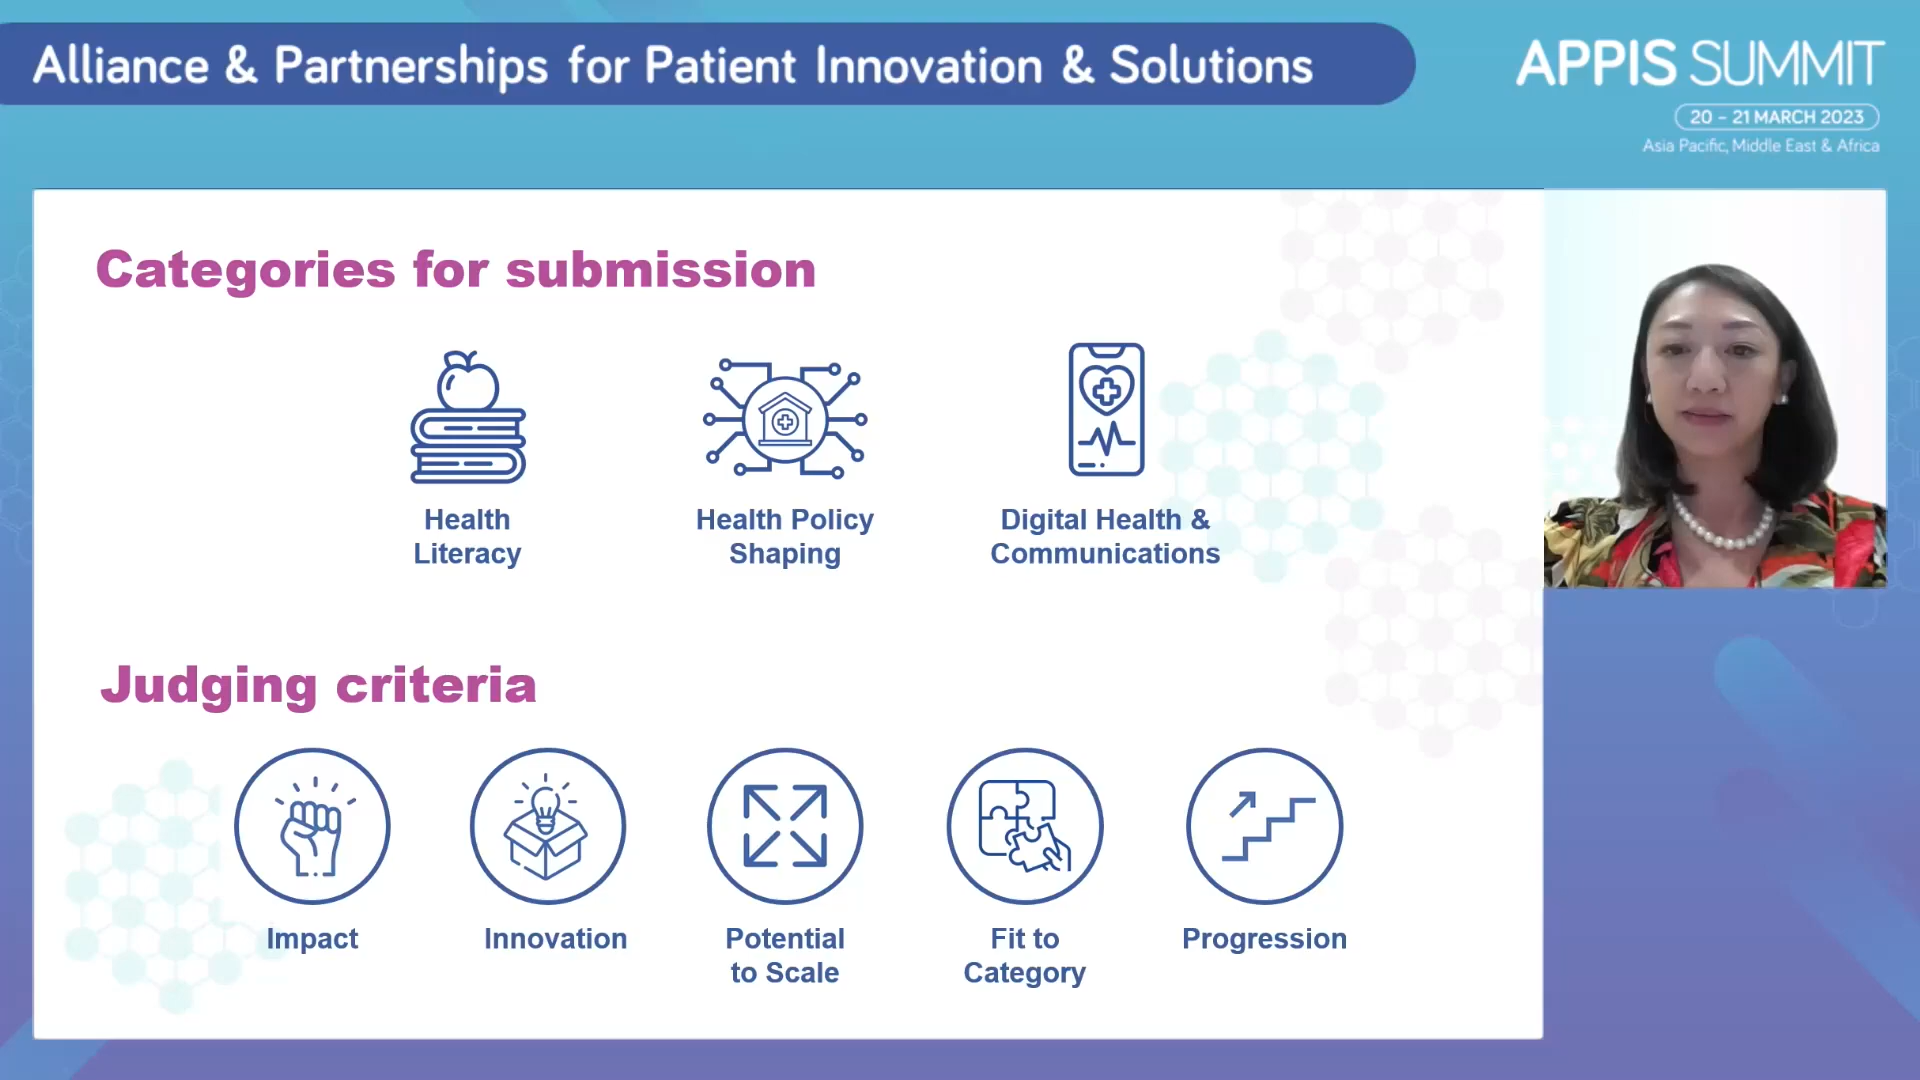 Alliance & Partnerships for Patient Innovation & Solutions
APPIS SUMMIT
20 – 21 MARCH 2023
Asia Pacific, Middle East & Africa
Categories for submission
Health
Literacy
Health Policy
Shaping
Digital Health &
Communications
Judging criteria
Impact
Innovation
Potential
to Scale
Fit to
Category
Progression